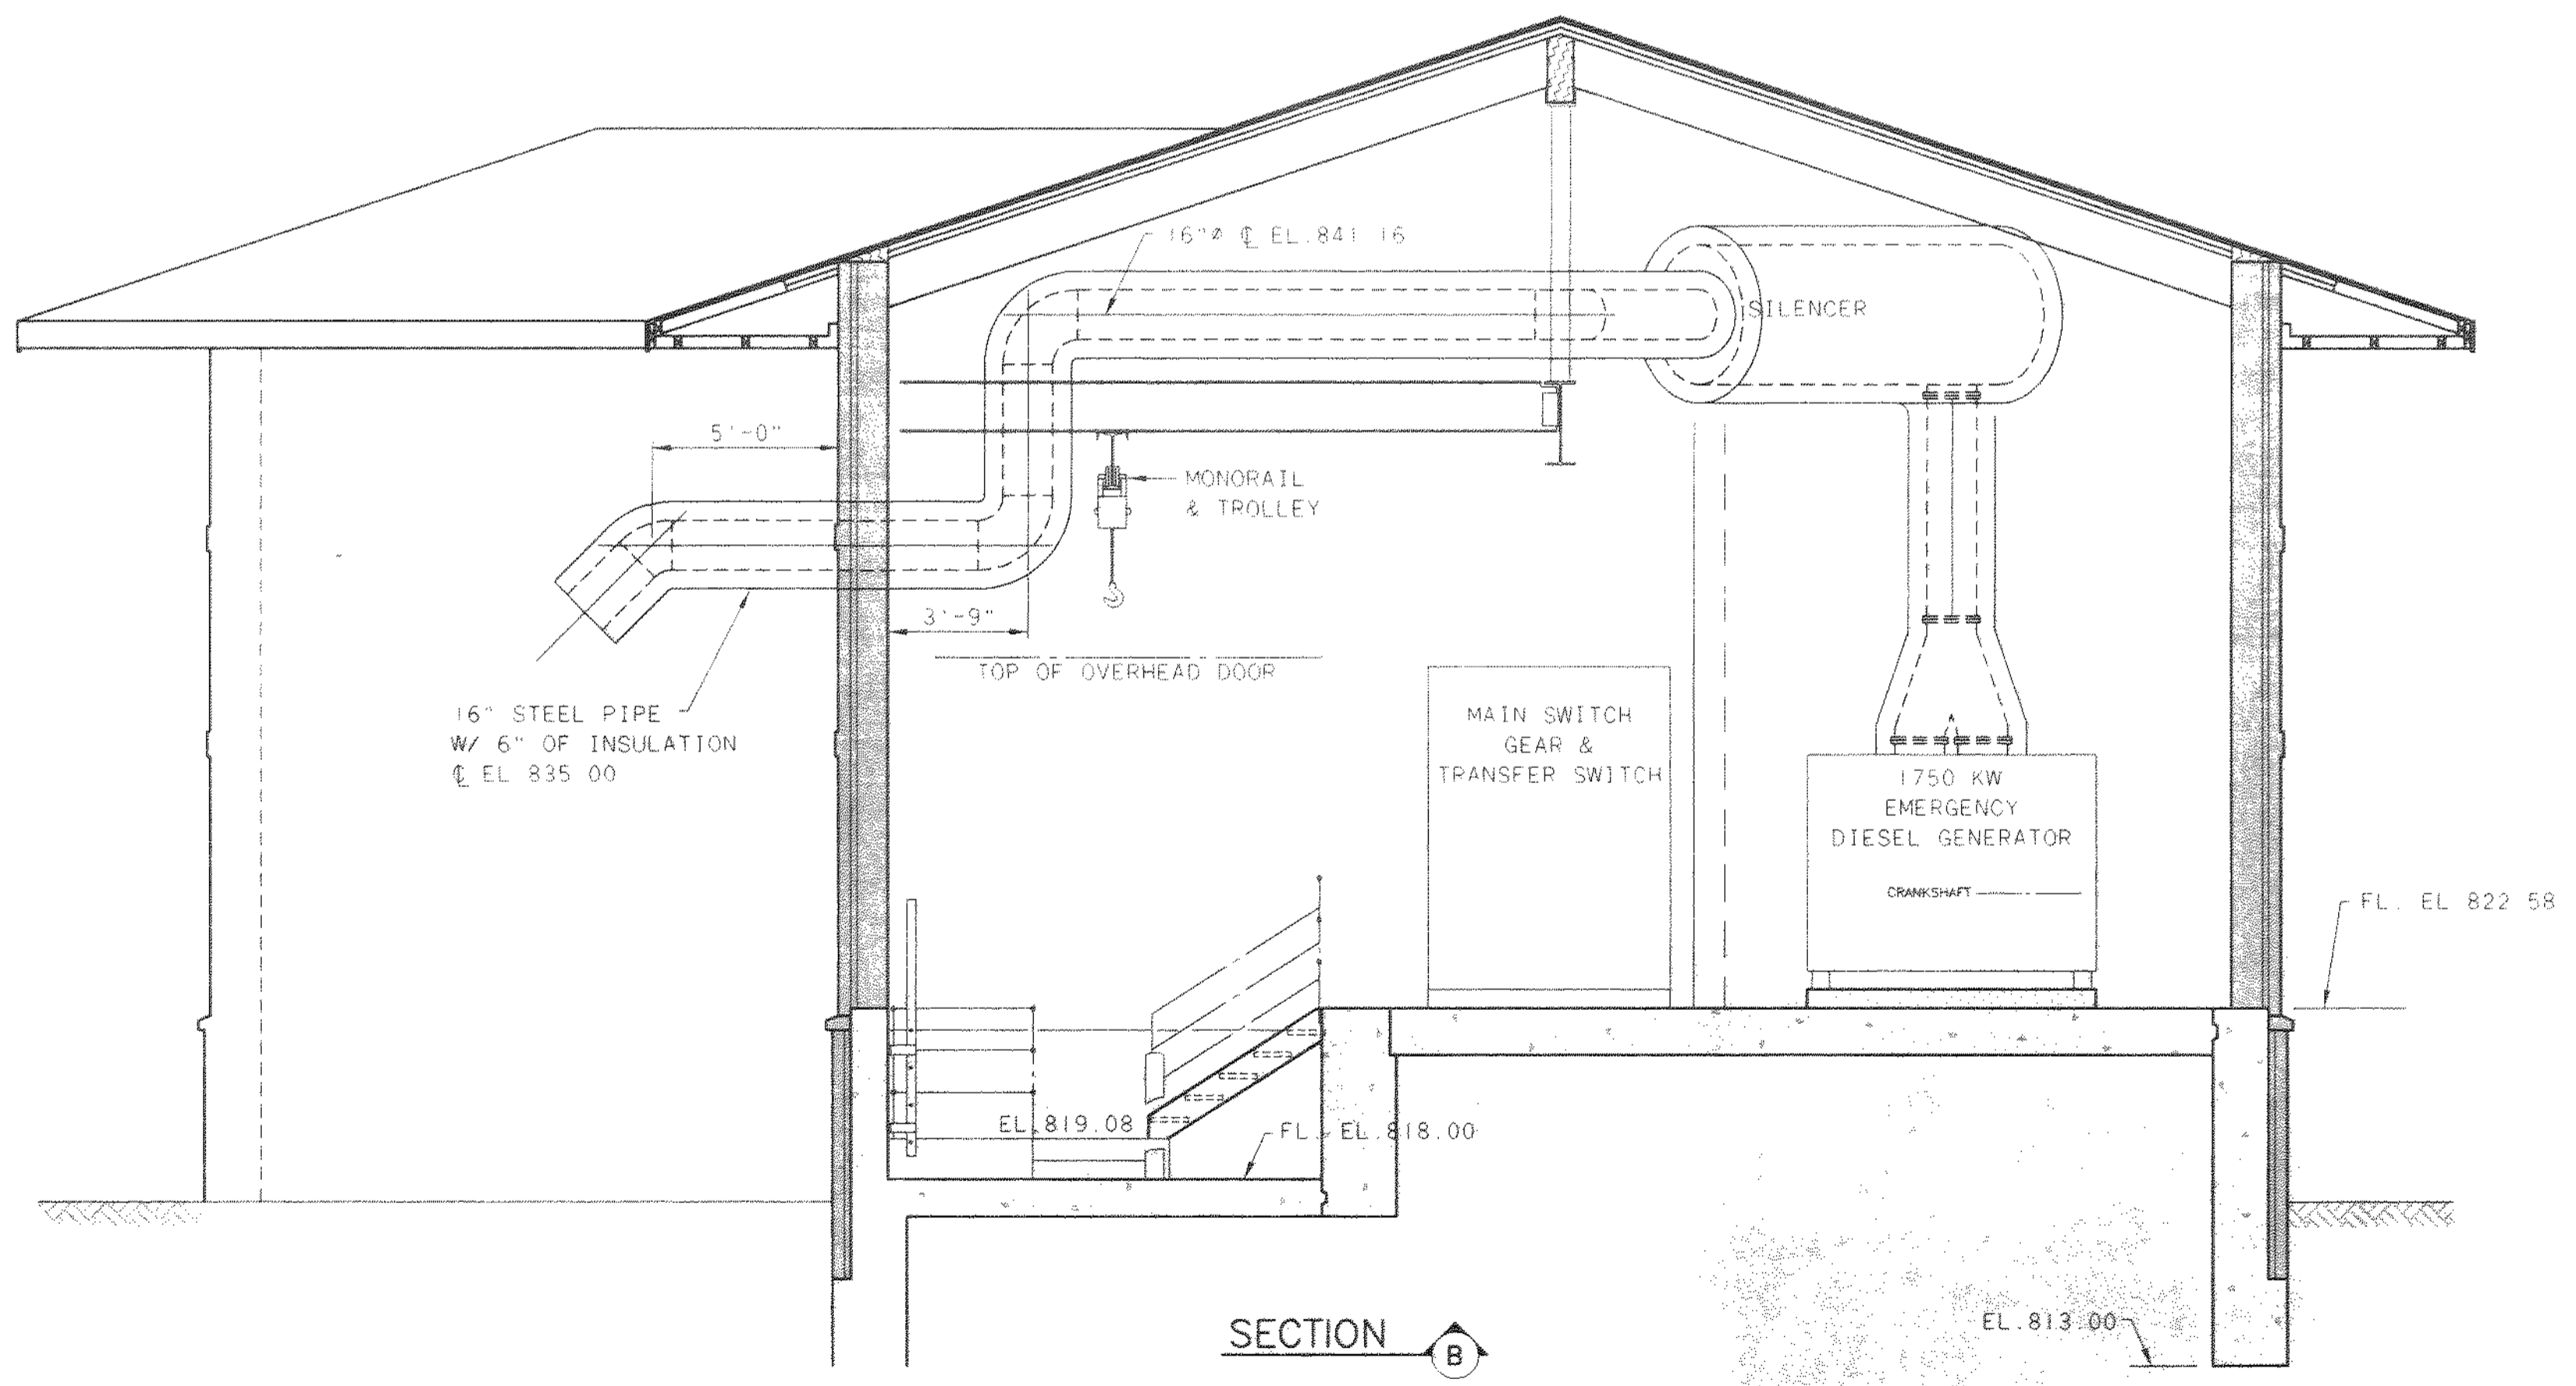 16"Ø ℄ EL.841 16
SILENCER
5'-0"
MONORAIL
& TROLLEY
3'-9"
TOP OF OVERHEAD DOOR
16" STEEL PIPE
W/ 6" OF INSULATION
℄ EL 835 00
MAIN SWITCH
GEAR &
TRANSFER SWITCH
1750 KW
EMERGENCY
DIESEL GENERATOR
CRANKSHAFT
FL. EL 822 58
EL.819.08
FL. EL.818.00
EL.813.00
SECTION B